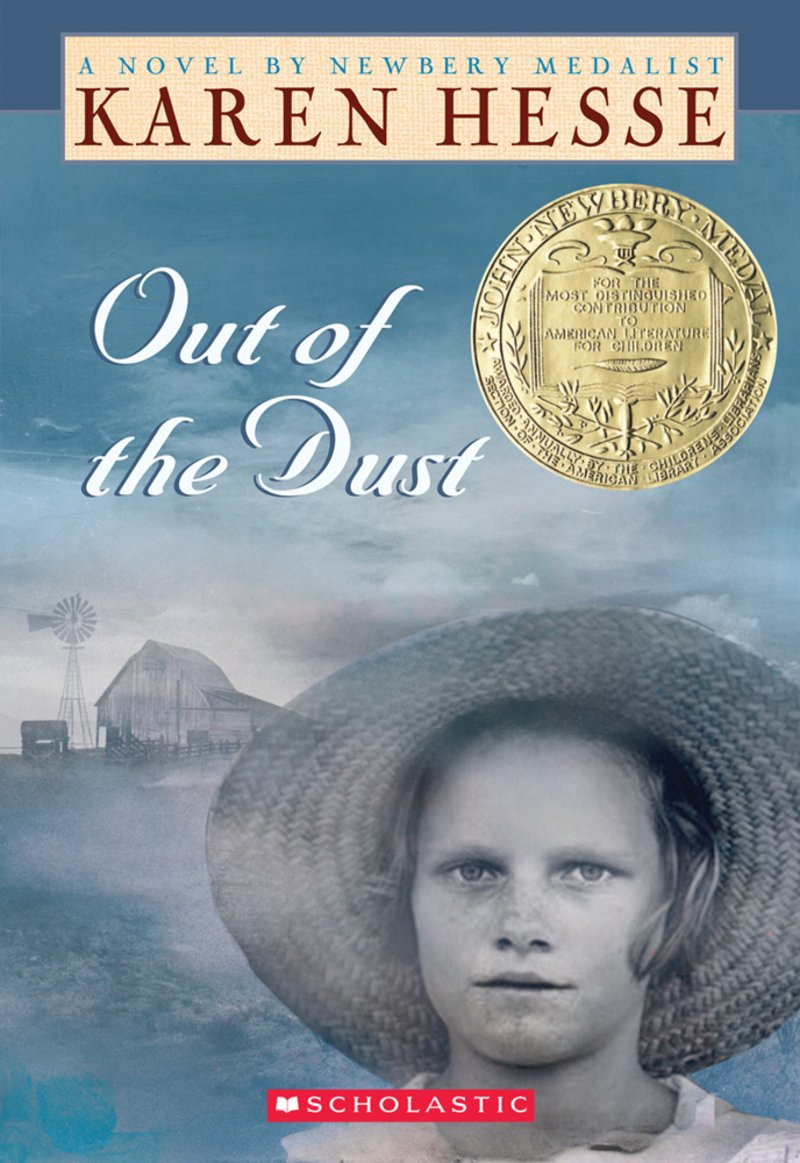 A NOVEL BY NEWBERY MEDALIST
KAREN HESSE
Out of
the Dust
JOHN · NEWBERY · MEDAL
FOR THE
MOST DISTINGUISHED
CONTRIBUTION
TO
AMERICAN LITERATURE
FOR CHILDREN
AWARDED ANNUALLY BY THE CHILDREN'S LIBRARIANS
SECTION OF THE AMERICAN LIBRARY ASSOCIATION
SCHOLASTIC